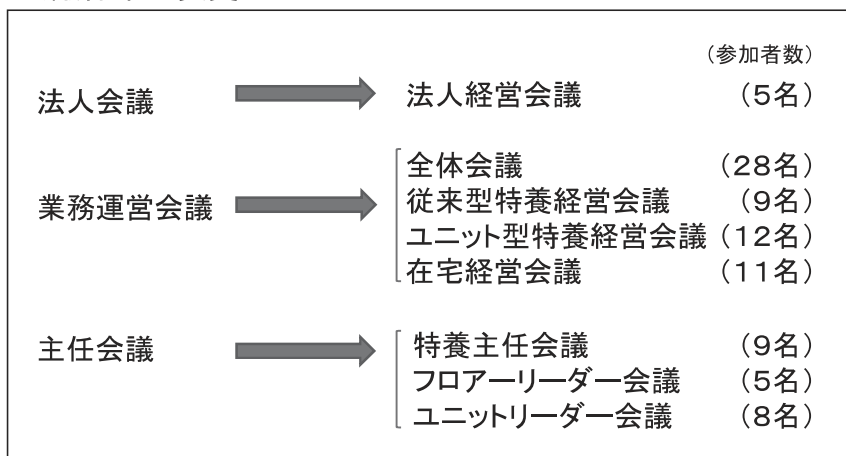 （参加者数）
法人会議 法人経営会議 （5名）
全体会議 （28名）
従来型特養経営会議 （9名）
業務運営会議 ユニット型特養経営会議 （12名）
在宅経営会議 （11名）
主任会議 特養主任会議 （9名）
フロアーリーダー会議 （5名）
ユニットリーダー会議 （8名）